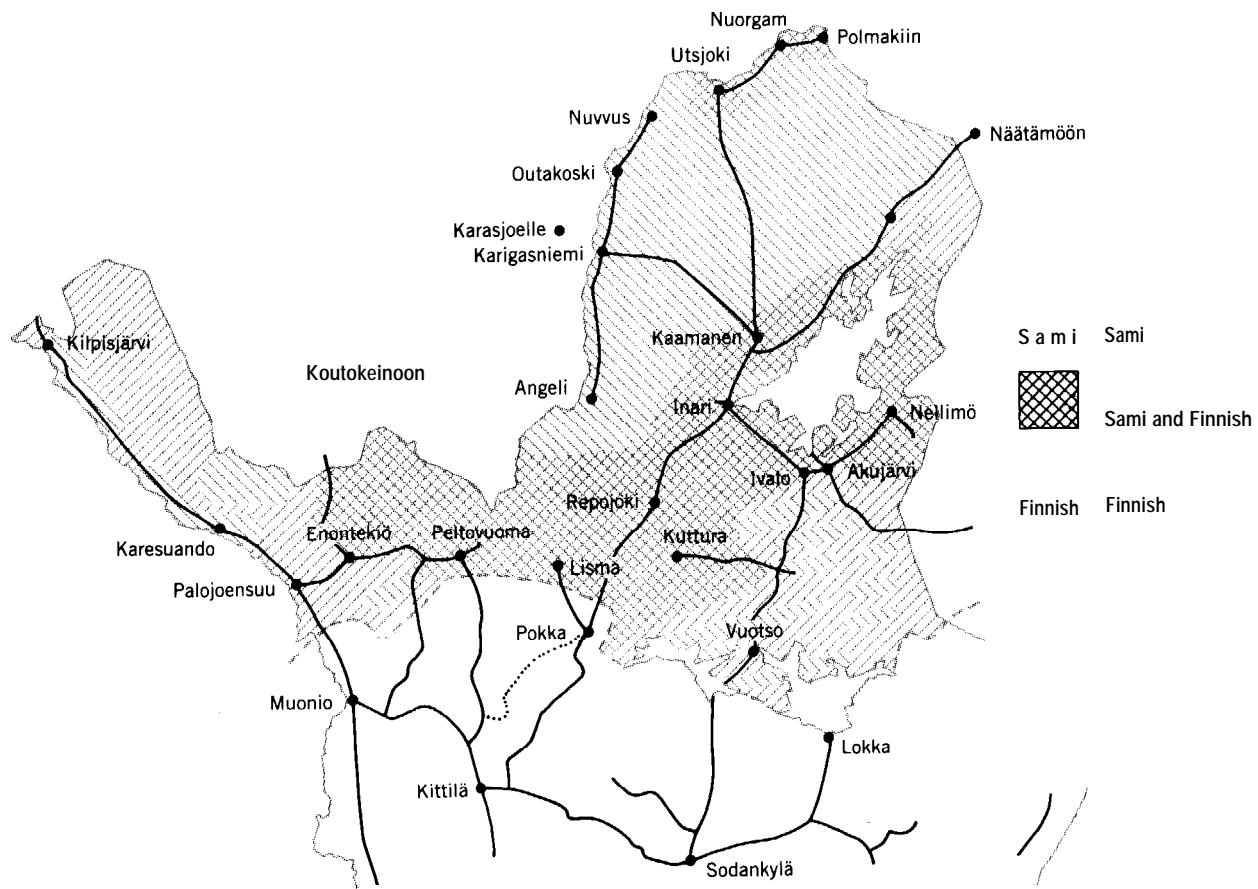 Nuorgam
Polmakiin
Utsjoki
Nuvvus
Näätämöön
Outakoski
Karasjoelle
Karigasniemi
Kilpisjärvi
Kaamanen
Sami Sami
Koutokeinoon
Angeli
Inari
Nellimö
Sami and Finnish
Ivalo
Akujärvi
Repojoki
Finnish Finnish
Enontekiö
Peltovuoma
Kuttura
Karesuando
Lisma
Palojoensuu
Pokka
Vuotso
Muonio
Lokka
Kittilä
Sodankylä